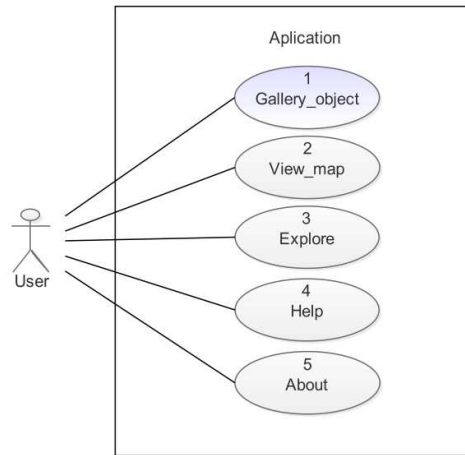 Aplication
1
Gallery_object
2
View_map
3
Explore
4
Help
5
About
User